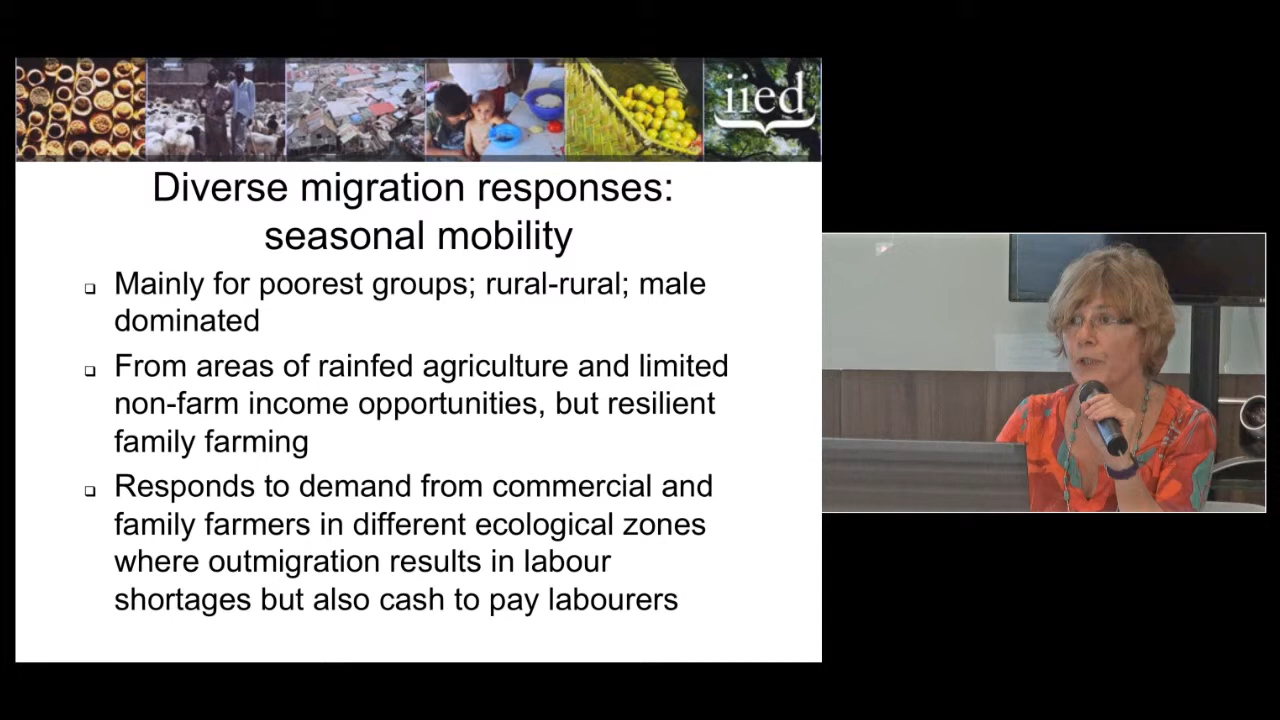 iied
Diverse migration responses:
seasonal mobility
Mainly for poorest groups; rural-rural; male
dominated
From areas of rainfed agriculture and limited
non-farm income opportunities, but resilient
family farming
Responds to demand from commercial and
family farmers in different ecological zones
where outmigration results in labour
shortages but also cash to pay labourers